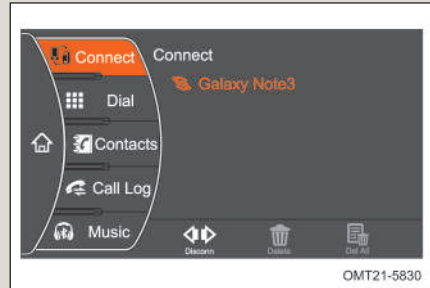 Connect
Connect
Galaxy Note3
Dial
Contacts
Call Log
Music
Disconn
Delete
Del All
OMT21-5830